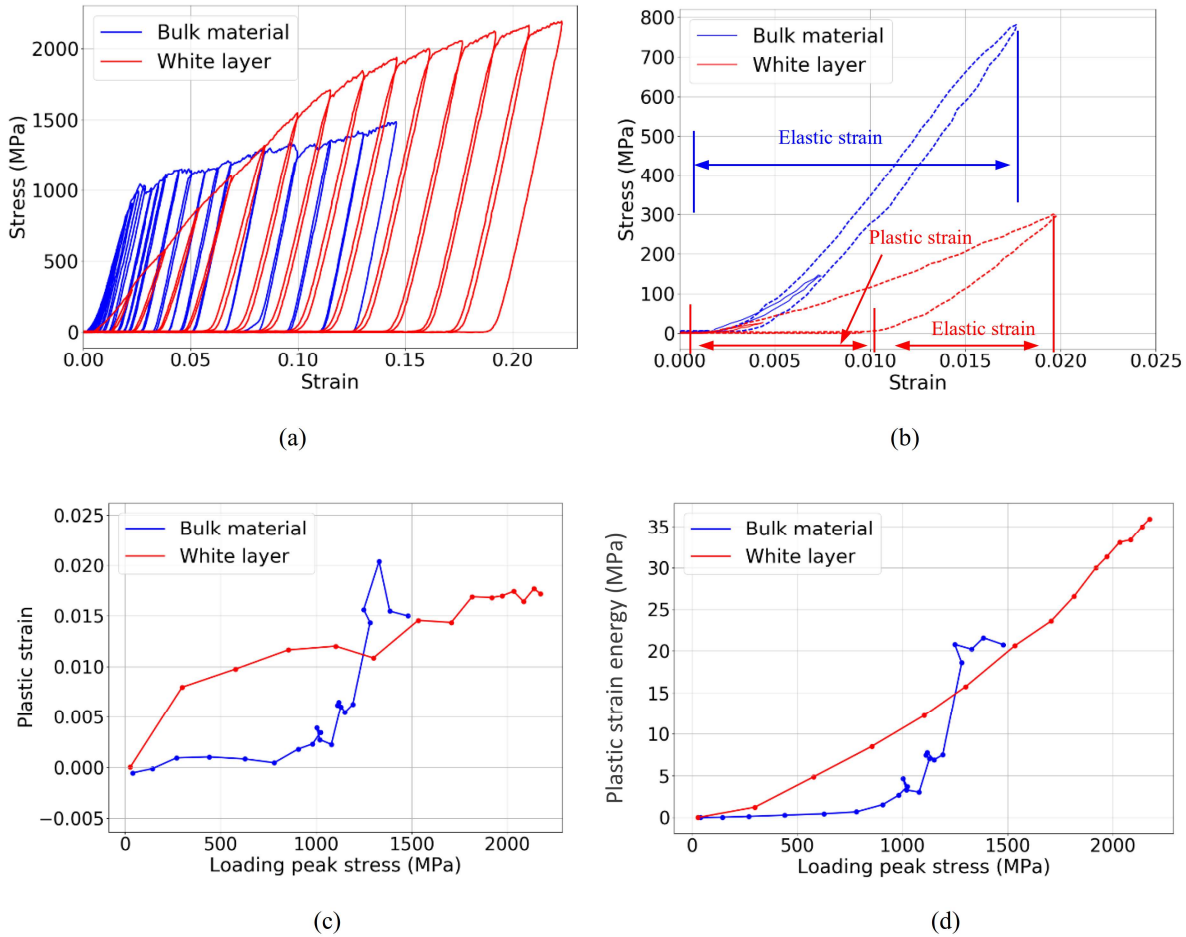 Bulk material
White layer
2000
1500
1000
500
0
0.00
0.05
0.10
0.15
0.20
Stress (MPa)
Strain
(a)
Bulk material
White layer
800
700
600
500
400
300
200
100
0
Elastic strain
Plastic strain
Elastic strain
0.000
0.005
0.010
0.015
0.020
0.025
Stress (MPa)
Strain
(b)
Bulk material
White layer
0.025
0.020
0.015
0.010
0.005
0.000
−0.005
0
500
1000
1500
2000
Plastic strain
Loading peak stress (MPa)
(c)
Bulk material
White layer
35
30
25
20
15
10
5
0
0
500
1000
1500
2000
Plastic strain energy (MPa)
Loading peak stress (MPa)
(d)